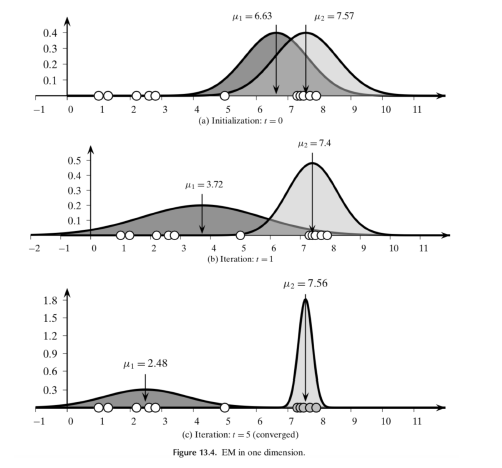 μ₁ = 6.63 μ₂ = 7.57
0.4
0.3
0.2
0.1
−1 0 1 2 3 4 5 6 7 8 9 10 11
(a) Initialization: t = 0
μ₂ = 7.4
0.5
0.4
μ₁ = 3.72
0.3
0.2
0.1
−2 −1 0 1 2 3 4 5 6 7 8 9 10 11
(b) Iteration: t = 1
μ₂ = 7.56
1.8
1.5
1.2
0.9
μ₁ = 2.48
0.6
0.3
−1 0 1 2 3 4 5 6 7 8 9 10 11
(c) Iteration: t = 5 (converged)
Figure 13.4. EM in one dimension.